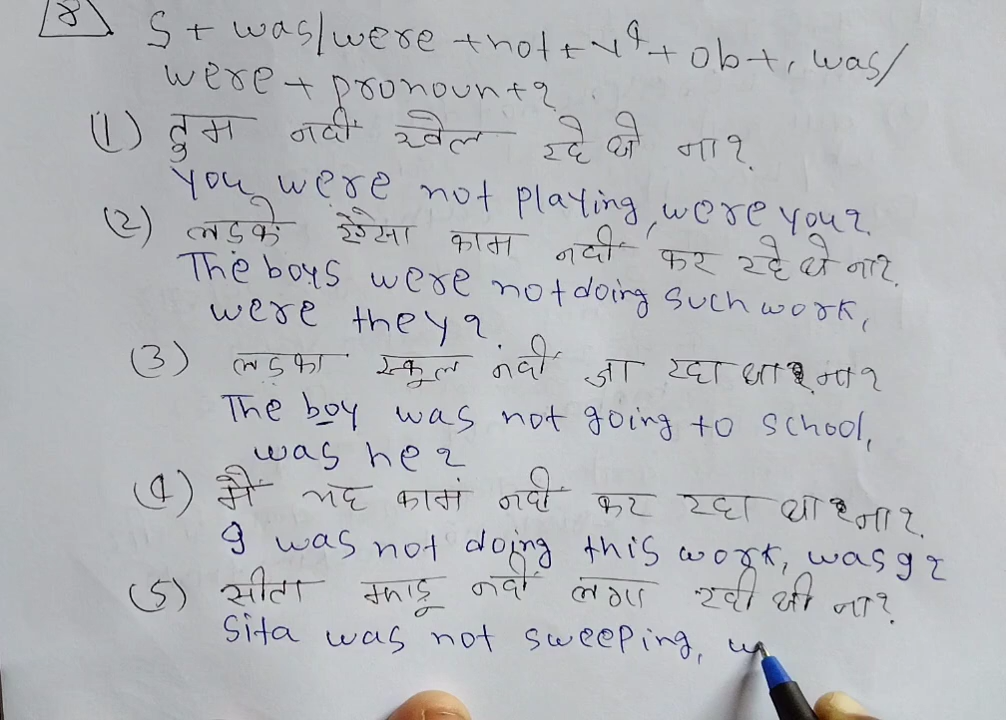 8
S + was/were + not + v⁴ + obt, was/
were + pronoun + ?
(1) तुम नहीं खेल रहे थे ना?
You were not playing, were you?
(2) लड़के ऐसा काम नहीं कर रहे थे ना?
The boys were not doing such work,
were they?
(3) लड़का स्कूल नहीं जा रहा था ना?
The boy was not going to school,
was he?
(4) मैं यह काम नहीं कर रहा था ना?
I was not doing this work, was I?
(5) सीता झाडू नहीं लगा रही थी ना?
Sita was not sweeping, w